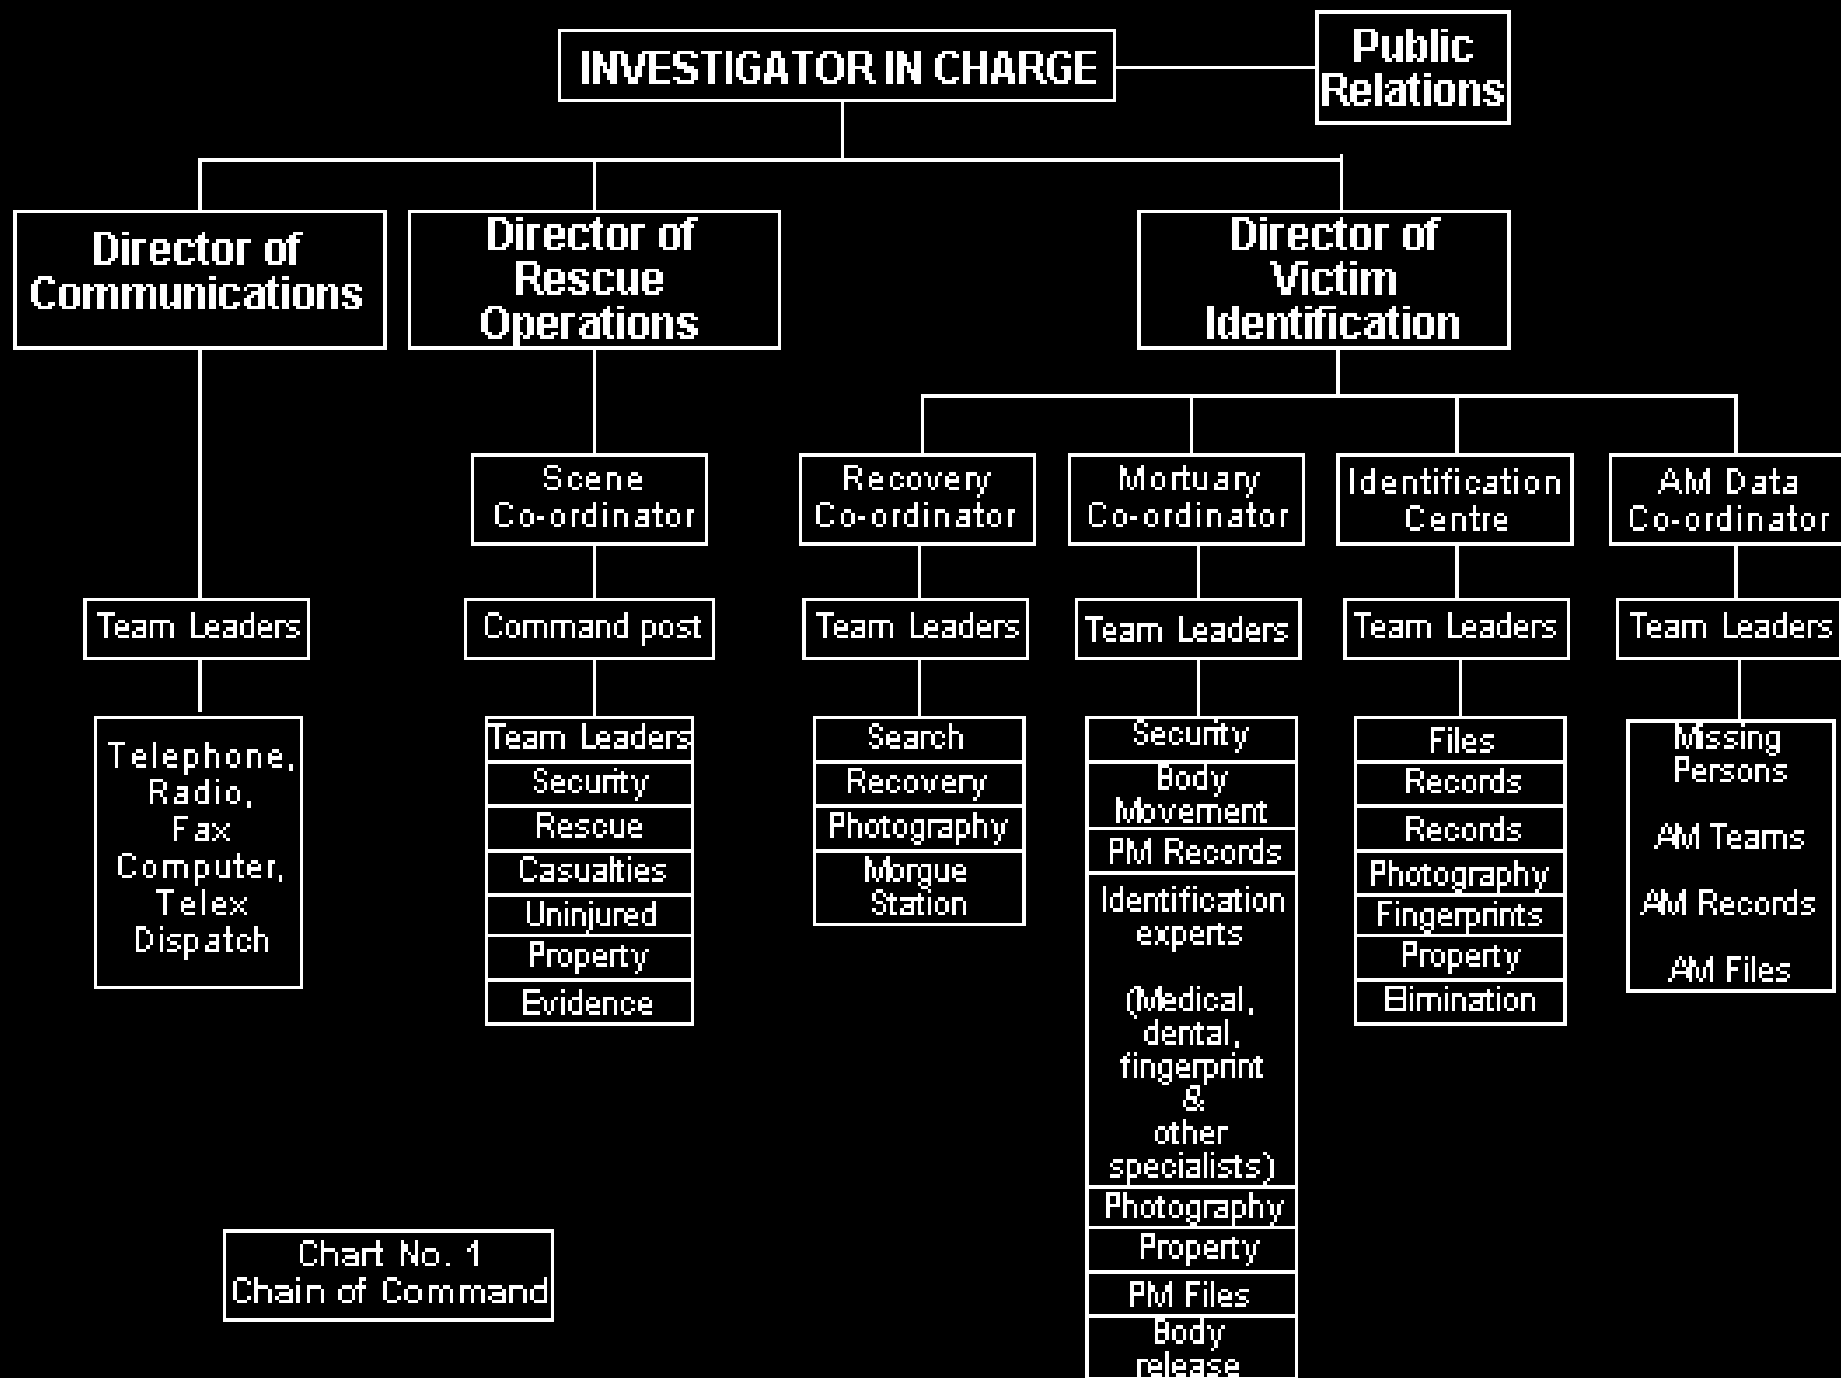 INVESTIGATOR IN CHARGE
Public
Relations
Director of
Communications
Director of
Rescue
Operations
Director of
Victim
Identification
Scene
Co-ordinator
Recovery
Co-ordinator
Mortuary
Co-ordinator
Identification
Centre
AM Data
Co-ordinator
Team Leaders
Command post
Team Leaders
Team Leaders
Team Leaders
Team Leaders
Telephone,
Radio,
Fax
Computer,
Telex
Dispatch
Team Leaders
Security
Rescue
Casualties
Uninjured
Property
Evidence
Search
Recovery
Photography
Morgue
Station
Security
Body
Movement
PM Records
Identification
experts
(Medical,
dental,
fingerprint
&
other
specialists)
Photography
Property
PM Files
Body
release
Files
Records
Records
Photography
Fingerprints
Property
Elimination
Missing
Persons
AM Teams
AM Records
AM Files
Chart No. 1
Chain of Command